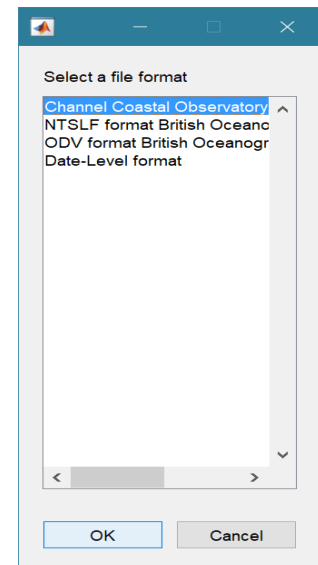 Select a file format
Channel Coastal Observatory
NTSLF format British Oceano
ODV format British Oceanogr
Date-Level format
OK
Cancel